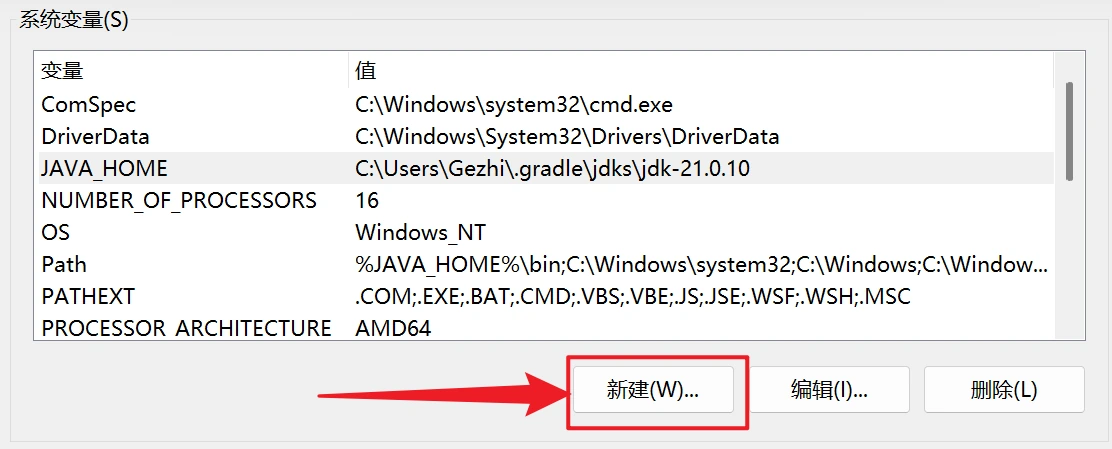 系统变量(S)
变量 值
ComSpec C:\Windows\system32\cmd.exe
DriverData C:\Windows\System32\Drivers\DriverData
JAVA_HOME C:\Users\Gezhi\.gradle\jdks\jdk-21.0.10
NUMBER_OF_PROCESSORS 16
OS Windows_NT
Path %JAVA_HOME%\bin;C:\Windows\system32;C:\Windows;C:\Window...
PATHEXT .COM;.EXE;.BAT;.CMD;.VBS;.VBE;.JS;.JSE;.WSF;.WSH;.MSC
PROCESSOR_ARCHITECTURE AMD64
新建(W)... 编辑(I)... 删除(L)